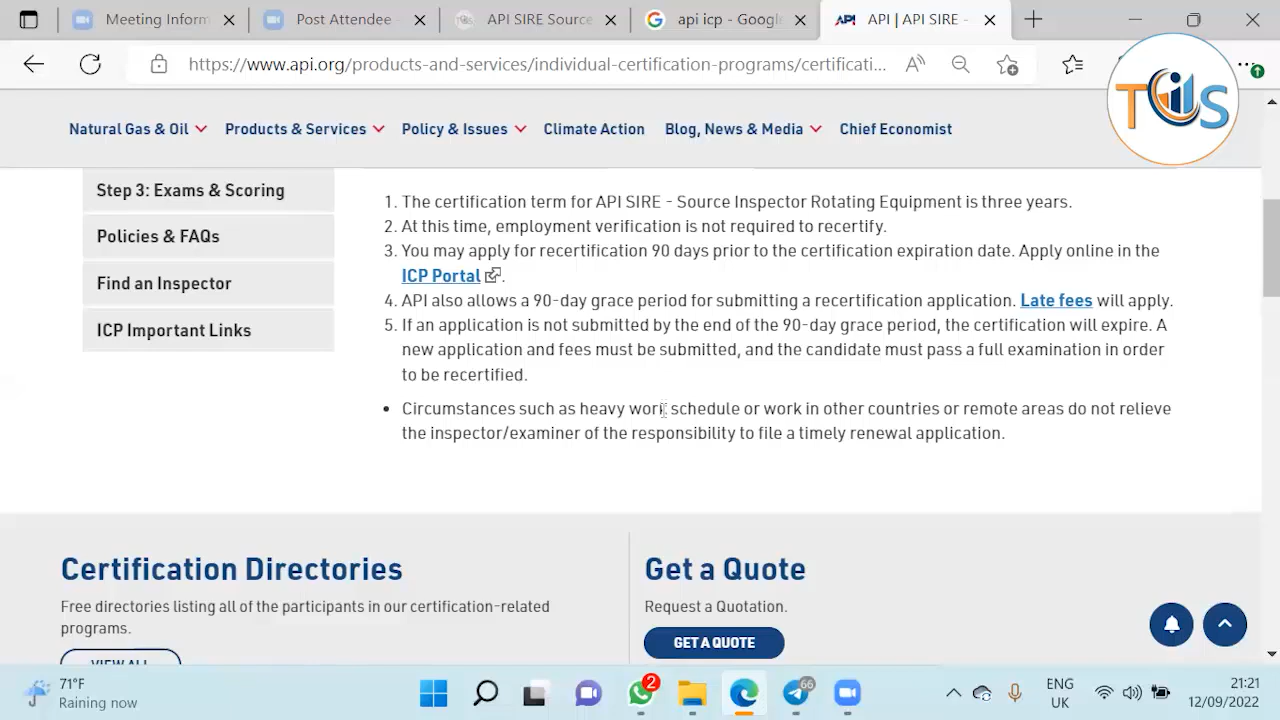 Meeting Inform
Post Attendee -
API SIRE Source
api icp - Google
API API | API SIRE -
https://www.api.org/products-and-services/individual-certification-programs/certificati...
TCIS
Natural Gas & Oil Products & Services Policy & Issues Climate Action Blog, News & Media Chief Economist
Step 3: Exams & Scoring
Policies & FAQs
Find an Inspector
ICP Important Links
1. The certification term for API SIRE - Source Inspector Rotating Equipment is three years.
2. At this time, employment verification is not required to recertify.
3. You may apply for recertification 90 days prior to the certification expiration date. Apply online in the
ICP Portal.
4. API also allows a 90-day grace period for submitting a recertification application. Late fees will apply.
5. If an application is not submitted by the end of the 90-day grace period, the certification will expire. A
new application and fees must be submitted, and the candidate must pass a full examination in order
to be recertified.
• Circumstances such as heavy work schedule or work in other countries or remote areas do not relieve
the inspector/examiner of the responsibility to file a timely renewal application.
Certification Directories
Free directories listing all of the participants in our certification-related
programs.
VIEW ALL
Get a Quote
Request a Quotation.
GET A QUOTE
71°F
Raining now
2
66
ENG
UK
21:21
12/09/2022